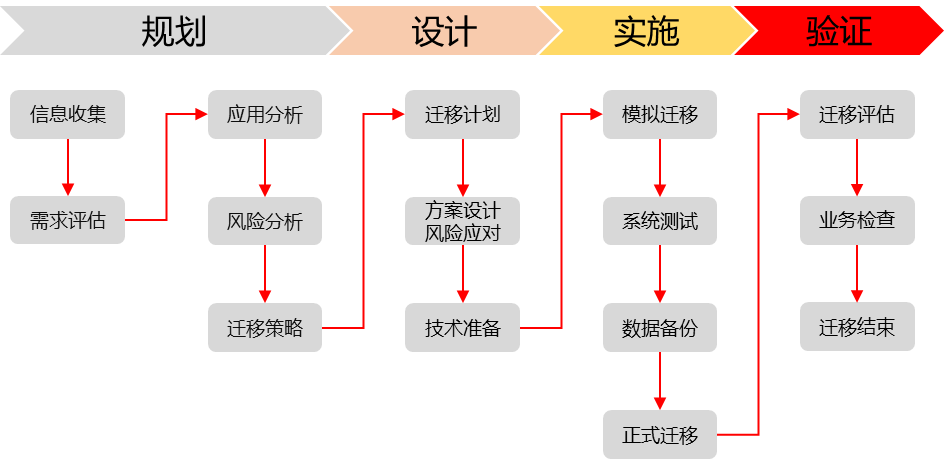 规划
设计
实施
验证
信息收集
需求评估
应用分析
风险分析
迁移策略
迁移计划
方案设计
风险应对
技术准备
模拟迁移
系统测试
数据备份
正式迁移
迁移评估
业务检查
迁移结束